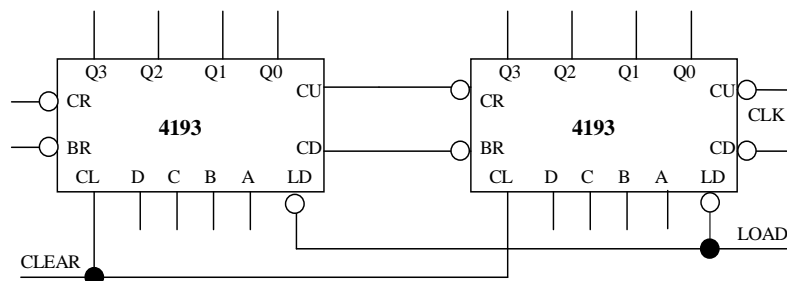 Q3 Q2 Q1 Q0
CR
CU
4193
BR
CD
CL D C B A LD
Q3 Q2 Q1 Q0
CR
CU
CLK
4193
BR
CD
CL D C B A LD
LOAD
CLEAR